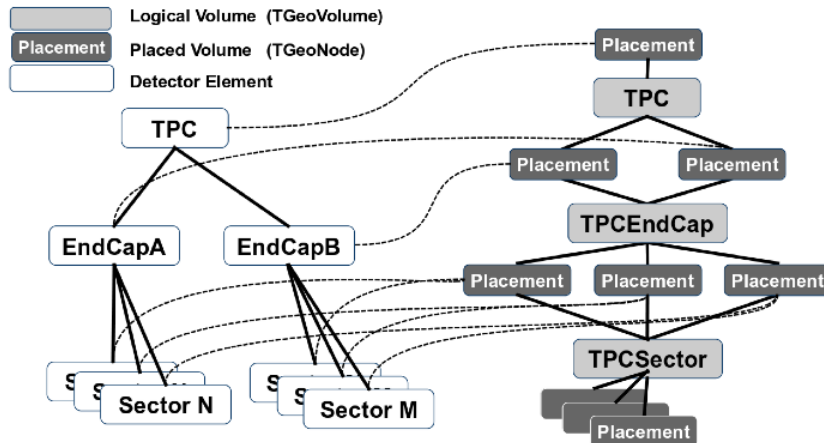 Logical Volume (TGeoVolume)
Placement Placed Volume (TGeoNode)
Detector Element
Placement
TPC
TPC
Placement Placement
TPCEndCap
EndCapA EndCapB
Placement Placement Placement
TPCSector
Sector N Sector M
Placement